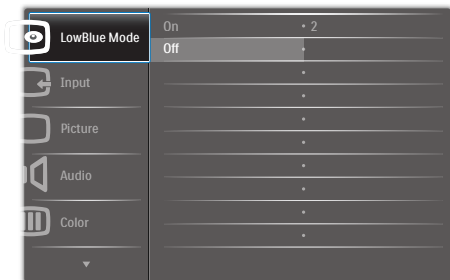 LowBlue Mode
On • 2
Off •
Input
Picture
Audio
Color